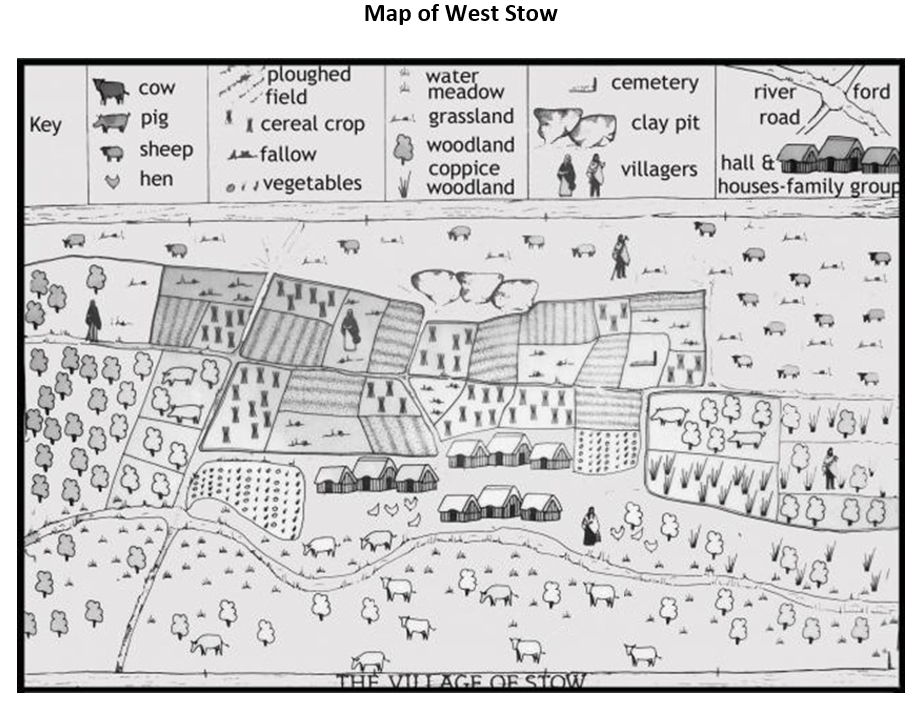 Map of West Stow
Key
cow
pig
sheep
hen
ploughed
field
cereal crop
fallow
vegetables
water
meadow
grassland
woodland
coppice
woodland
cemetery
clay pit
villagers
river
ford
road
hall &
houses-family group
THE VILLAGE OF STOW